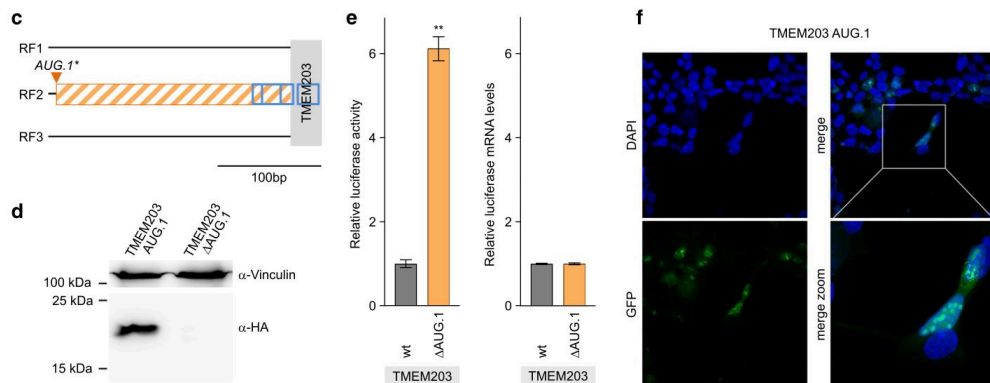 c
RF1
AUG.1*
RF2
TMEM203
RF3
100bp
d
TMEM203
AUG.1
TMEM203
ΔAUG.1
α-Vinculin
100 kDa
25 kDa
α-HA
15 kDa
e
Relative luciferase activity
6
4
2
1
0
**
wt
ΔAUG.1
TMEM203
Relative luciferase mRNA levels
6
4
2
1
0
wt
ΔAUG.1
TMEM203
f
TMEM203 AUG.1
DAPI
merge
GFP
merge zoom